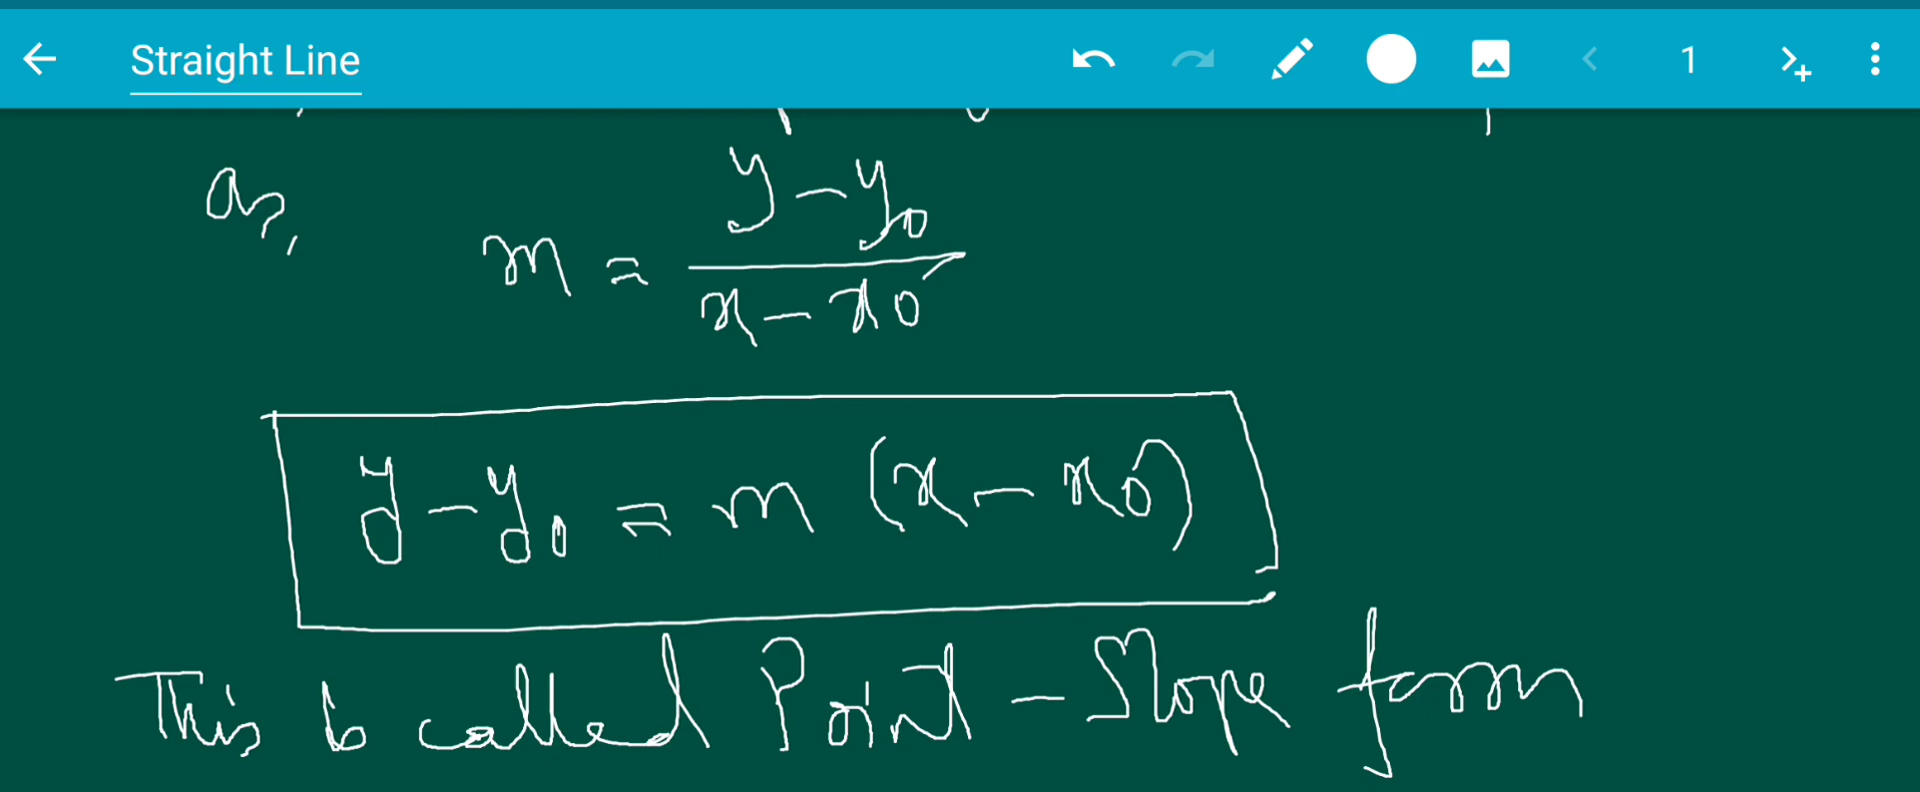 Straight Line 1
as,
m = y - y₀ / x - x₀
y - y₀ = m (x - x₀)
This is called Point - Slope form